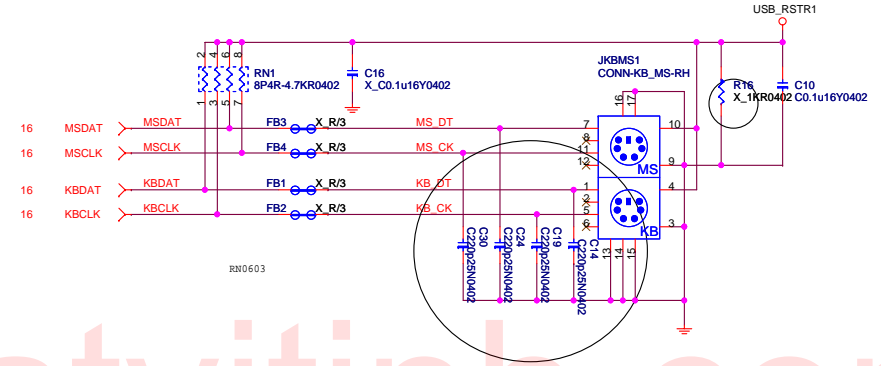 USB_RSTR1
2 4 6 8
RN1
8P4R-4.7KR0402
1 3 5 7
C16
X_C0.1u16Y0402
JKBMS1
CONN-KB_MS-RH
16 17
R16
X_1KR0402
C10
C0.1u16Y0402
16 MSDAT MSDAT FB3 X_R/3 MS_DT 7 10
8
16 MSCLK MSCLK FB4 X_R/3 MS_CK 11
12 MS 9
16 KBDAT KBDAT FB1 X_R/3 KB_DT 1 4
2
16 KBCLK KBCLK FB2 X_R/3 KB_CK 5
6 KB 3
C30
C220p25N0402
C24
C220p25N0402
C19
C220p25N0402
C14
C220p25N0402
13 14 15
RN0603